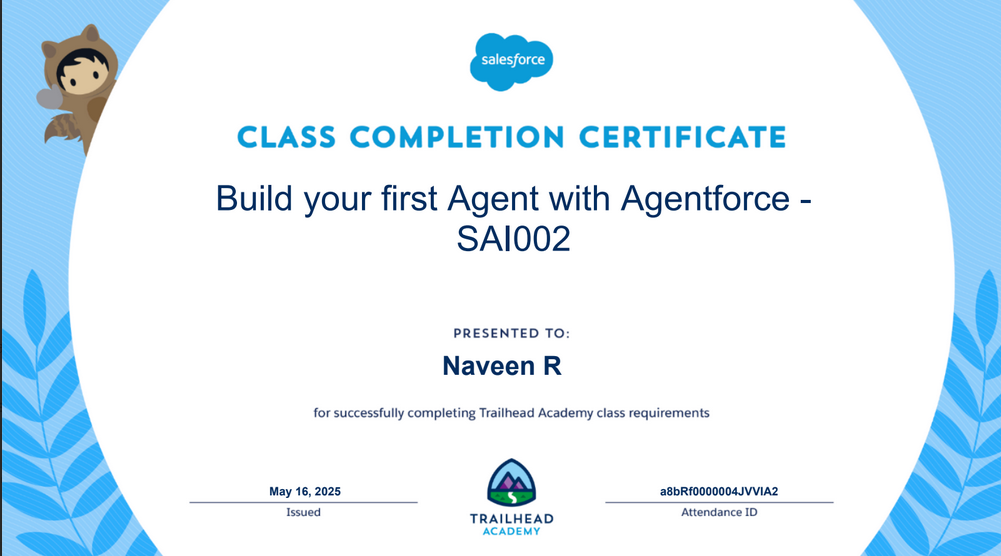 salesforce
CLASS COMPLETION CERTIFICATE
Build your first Agent with Agentforce -
SAI002
PRESENTED TO:
Naveen R
for successfully completing Trailhead Academy class requirements
May 16, 2025
Issued
TRAILHEAD
ACADEMY
a8bRf0000004JVVIA2
Attendance ID